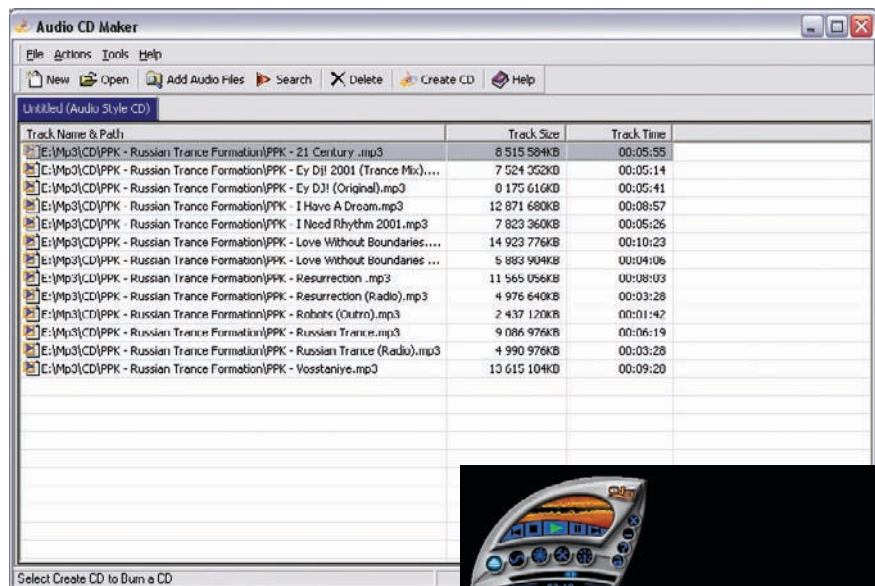 Audio CD Maker
File Actions Tools Help
New Open Add Audio Files Search Delete Create CD Help
Untitled (Audio Style CD)
Track Name & Path Track Size Track Time
E:\Mp3\CD\PPK - Russian Trance Formation\PPK - 21 Century .mp3 8 515 584KB 00:05:55
E:\Mp3\CD\PPK - Russian Trance Formation\PPK - Ey Dj! 2001 (Trance Mix).... 7 524 352KB 00:05:14
E:\Mp3\CD\PPK - Russian Trance Formation\PPK - Ey DJ! (Original).mp3 8 175 616KB 00:05:41
E:\Mp3\CD\PPK - Russian Trance Formation\PPK - I Have A Dream.mp3 12 871 680KB 00:08:57
E:\Mp3\CD\PPK - Russian Trance Formation\PPK - I Need Rhythm 2001.mp3 7 823 360KB 00:05:26
E:\Mp3\CD\PPK - Russian Trance Formation\PPK - Love Without Boundaries.... 14 923 776KB 00:10:23
E:\Mp3\CD\PPK - Russian Trance Formation\PPK - Love Without Boundaries ... 5 883 904KB 00:04:06
E:\Mp3\CD\PPK - Russian Trance Formation\PPK - Resurrection .mp3 11 565 056KB 00:08:03
E:\Mp3\CD\PPK - Russian Trance Formation\PPK - Resurrection (Radio).mp3 4 976 640KB 00:03:28
E:\Mp3\CD\PPK - Russian Trance Formation\PPK - Robots (Outro).mp3 2 437 120KB 00:01:42
E:\Mp3\CD\PPK - Russian Trance Formation\PPK - Russian Trance.mp3 9 086 976KB 00:06:19
E:\Mp3\CD\PPK - Russian Trance Formation\PPK - Russian Trance (Radio).mp3 4 990 976KB 00:03:28
E:\Mp3\CD\PPK - Russian Trance Formation\PPK - Vosstaniye.mp3 13 615 104KB 00:09:20
Select Create CD to Burn a CD